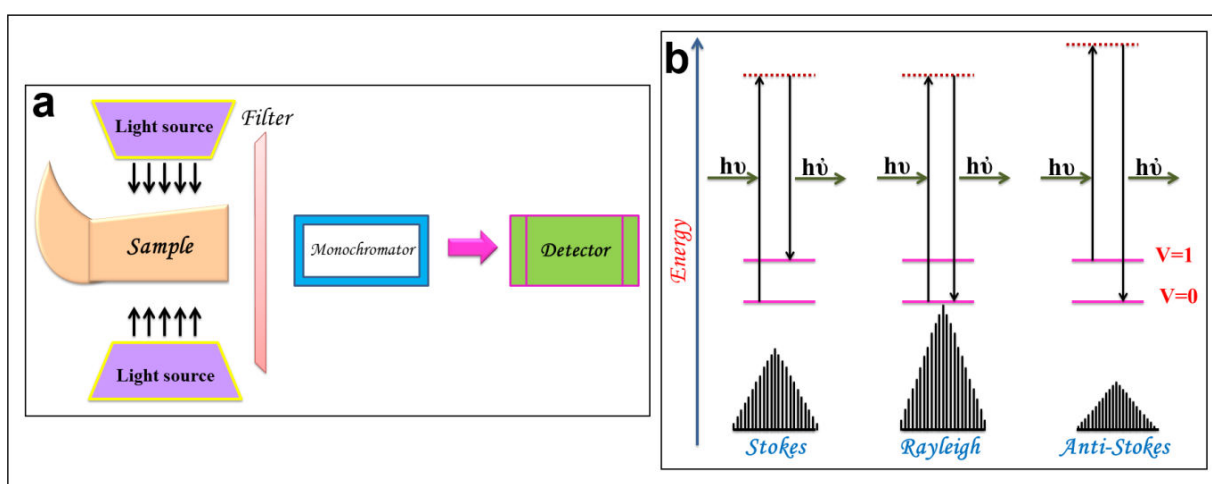 a
Light source
Filter
Sample
Monochromator
Detector
Light source
b
Energy
hυ
hύ
hυ
hύ
hυ
hύ
V=1
V=0
Stokes
Rayleigh
Anti-Stokes